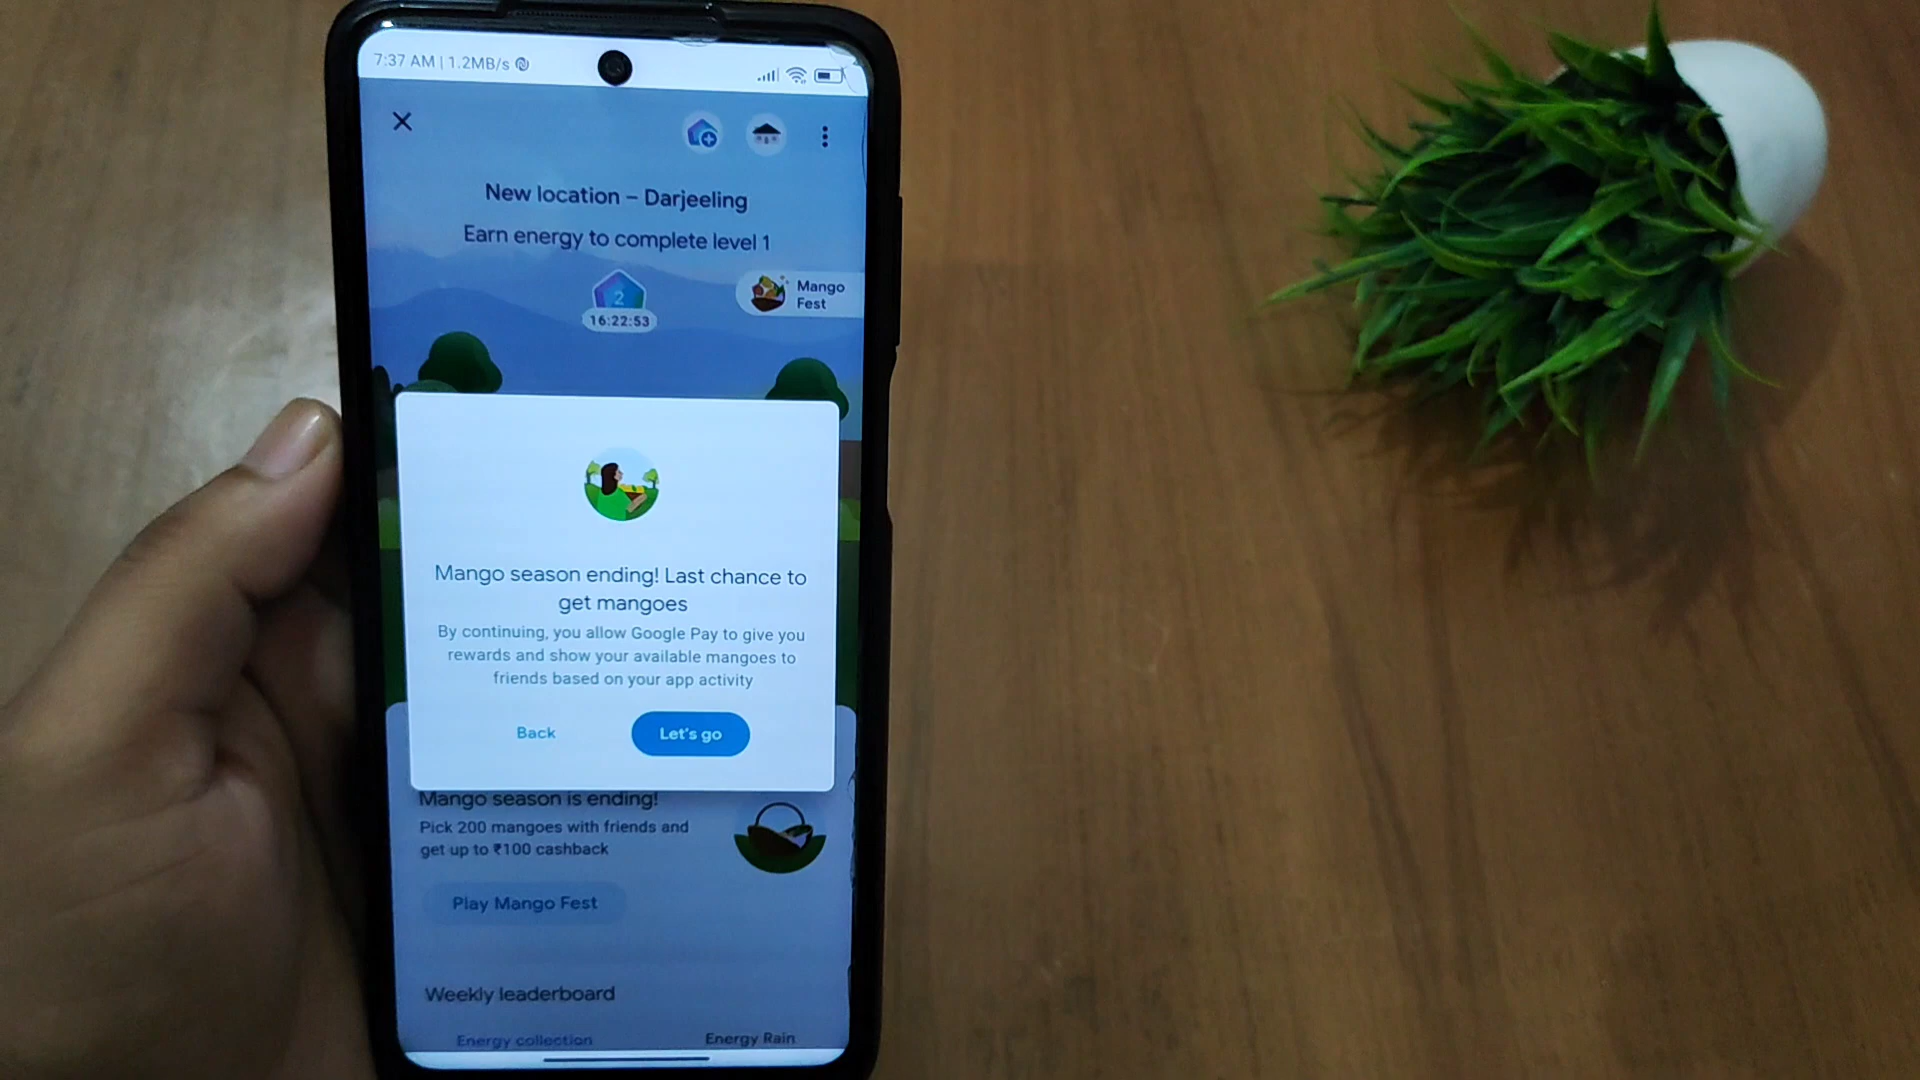 7:37 AM | 1.2MB/s
New location – Darjeeling
Earn energy to complete level 1
2
16:22:53
Mango
Fest
Mango season ending! Last chance to
get mangoes
By continuing, you allow Google Pay to give you
rewards and show your available mangoes to
friends based on your app activity
Back
Let's go
Mango season is ending!
Pick 200 mangoes with friends and
get up to ₹100 cashback
Play Mango Fest
Weekly leaderboard
Energy collection
Energy Rain